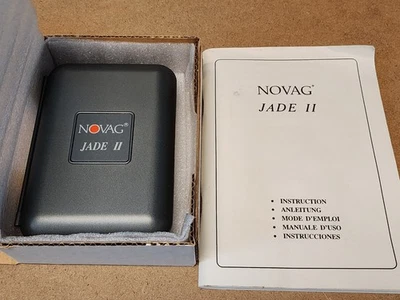 NOVAG®
JADE II
NOVAG®
JADE II
• INSTRUCTION
• ANLEITUNG
• MODE D'EMPLOI
• MANUALE D'USO
• INSTRUCCIONES